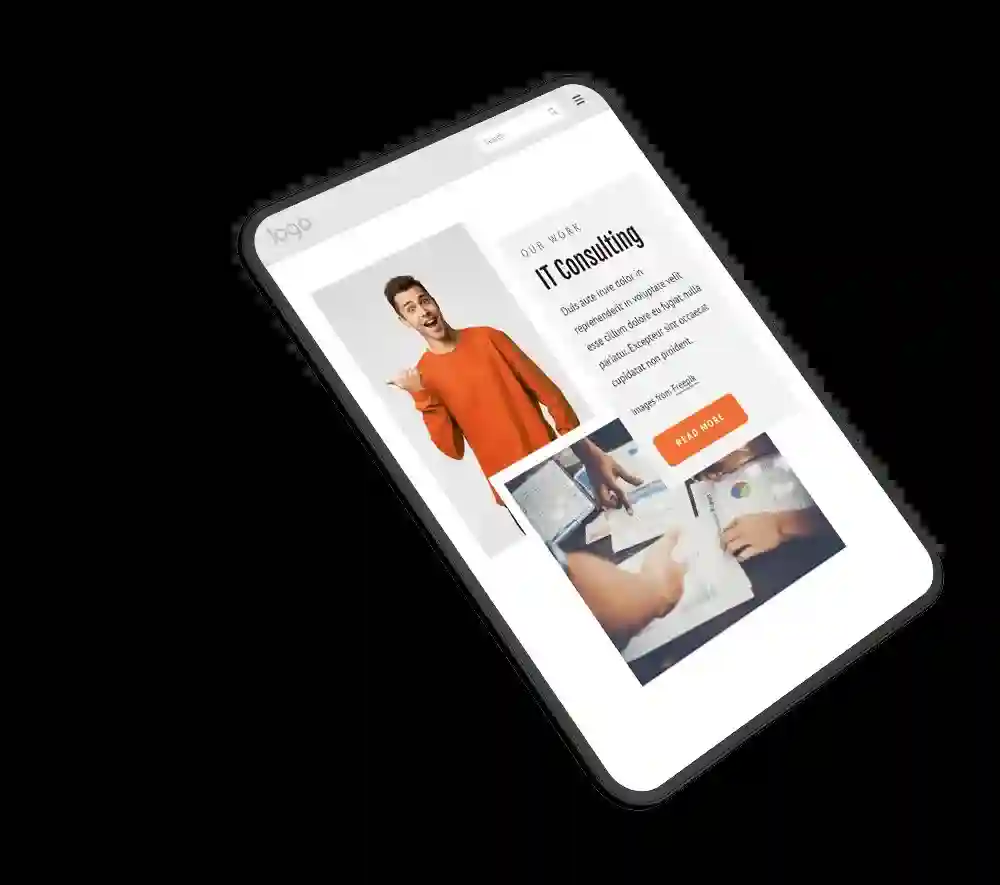 logo
Search
OUR WORK
IT Consulting
Duis aute irure dolor in
reprehenderit in voluptate velit
esse cillum dolore eu fugiat nulla
pariatur. Excepteur sint occaecat
cupidatat non proident.
Images from Freepik
READ MORE